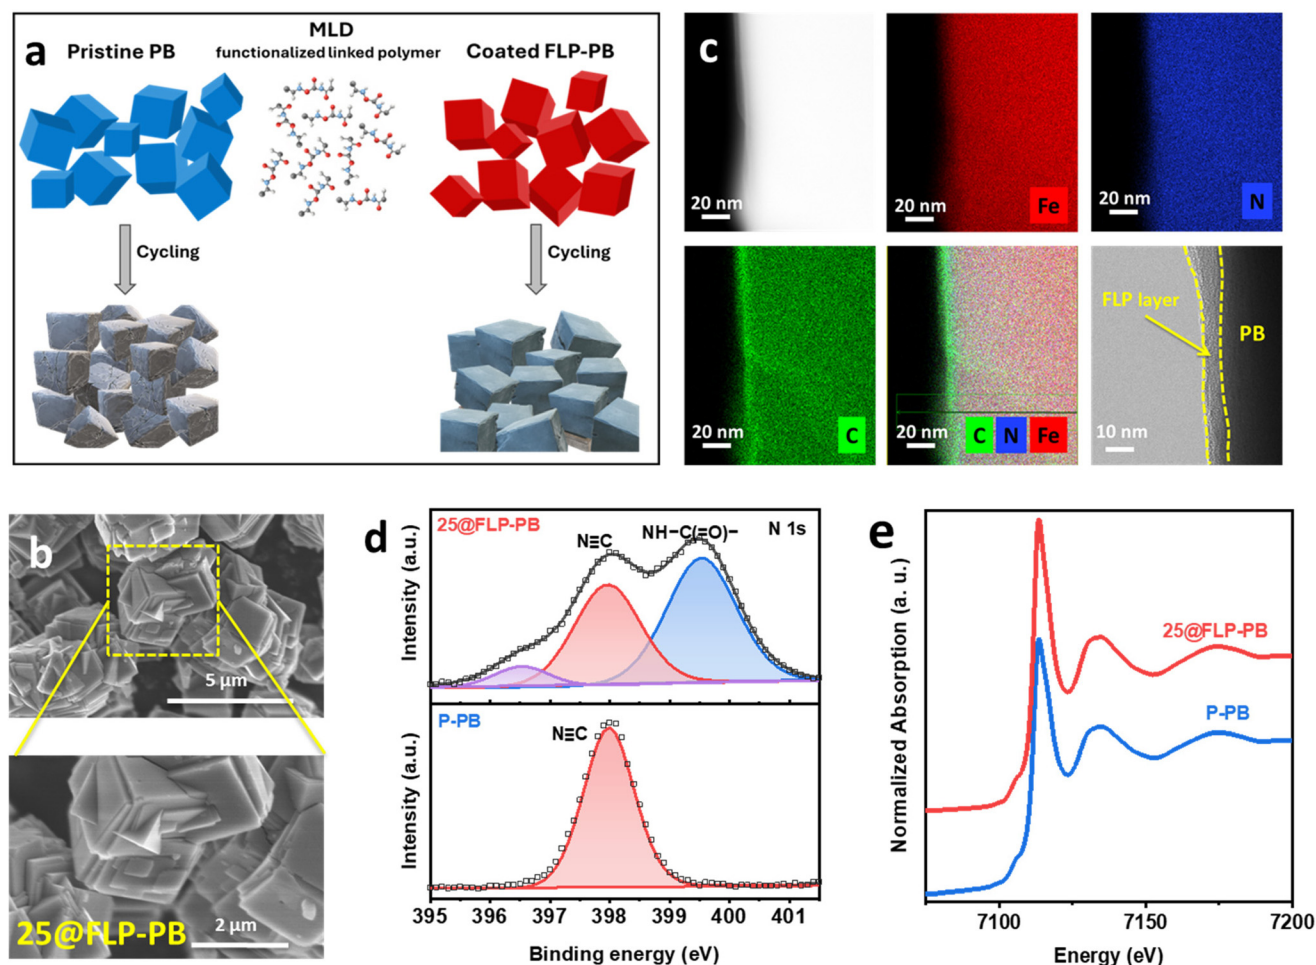 a
Pristine PB
MLD
functionalized linked polymer
Coated FLP-PB
Cycling
Cycling
c
20 nm
20 nm
Fe
20 nm
N
20 nm
C
20 nm
C N Fe
FLP layer
PB
10 nm
b
5 µm
25@FLP-PB
2 µm
d
25@FLP-PB
N≡C
NH−C(=O)−
N 1s
Intensity (a.u.)
P-PB
N≡C
Intensity (a.u.)
395 396 397 398 399 400 401
Binding energy (eV)
e
25@FLP-PB
P-PB
Normalized Absorption (a. u.)
7100 7150 7200
Energy (eV)